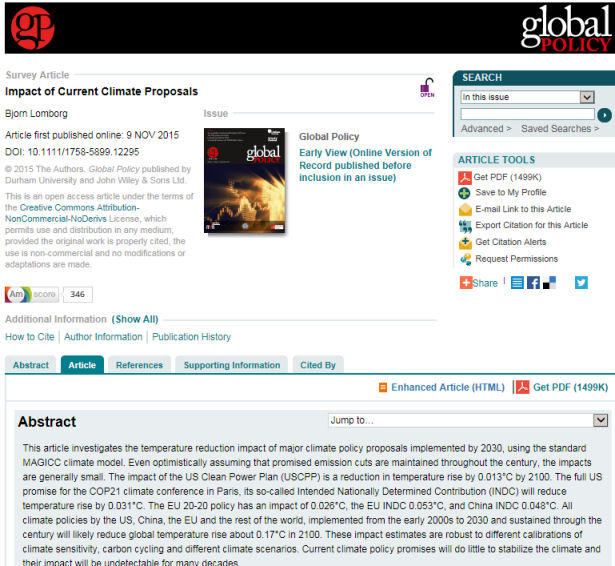 gp
global
POLICY
Survey Article
Impact of Current Climate Proposals
OPEN
Bjorn Lomborg
Article first published online: 9 NOV 2015
DOI: 10.1111/1758-5899.12295
© 2015 The Authors. Global Policy published by
Durham University and John Wiley & Sons Ltd.
This is an open access article under the terms of
the Creative Commons Attribution-
NonCommercial-NoDerivs License, which
permits use and distribution in any medium,
provided the original work is properly cited, the
use is non-commercial and no modifications or
adaptations are made.
Issue
global
POLICY
Global Policy
Early View (Online Version of
Record published before
inclusion in an issue)
SEARCH
In this issue
Advanced > Saved Searches >
ARTICLE TOOLS
Get PDF (1499K)
Save to My Profile
E-mail Link to this Article
Export Citation for this Article
Get Citation Alerts
Request Permissions
Share
Am score 346
Additional Information (Show All)
How to Cite Author Information Publication History
Abstract Article References Supporting Information Cited By
Enhanced Article (HTML) Get PDF (1499K)
Abstract
Jump to...
This article investigates the temperature reduction impact of major climate policy proposals implemented by 2030, using the standard
MAGICC climate model. Even optimistically assuming that promised emission cuts are maintained throughout the century, the impacts
are generally small. The impact of the US Clean Power Plan (USCPP) is a reduction in temperature rise by 0.013°C by 2100. The full US
promise for the COP21 climate conference in Paris, its so-called Intended Nationally Determined Contribution (INDC) will reduce
temperature rise by 0.031°C. The EU 20-20 policy has an impact of 0.026°C, the EU INDC 0.053°C, and China INDC 0.048°C. All
climate policies by the US, China, the EU and the rest of the world, implemented from the early 2000s to 2030 and sustained through the
century will likely reduce global temperature rise about 0.17°C in 2100. These impact estimates are robust to different calibrations of
climate sensitivity, carbon cycling and different climate scenarios. Current climate policy promises will do little to stabilize the climate and
their impact will be undetectable for many decades